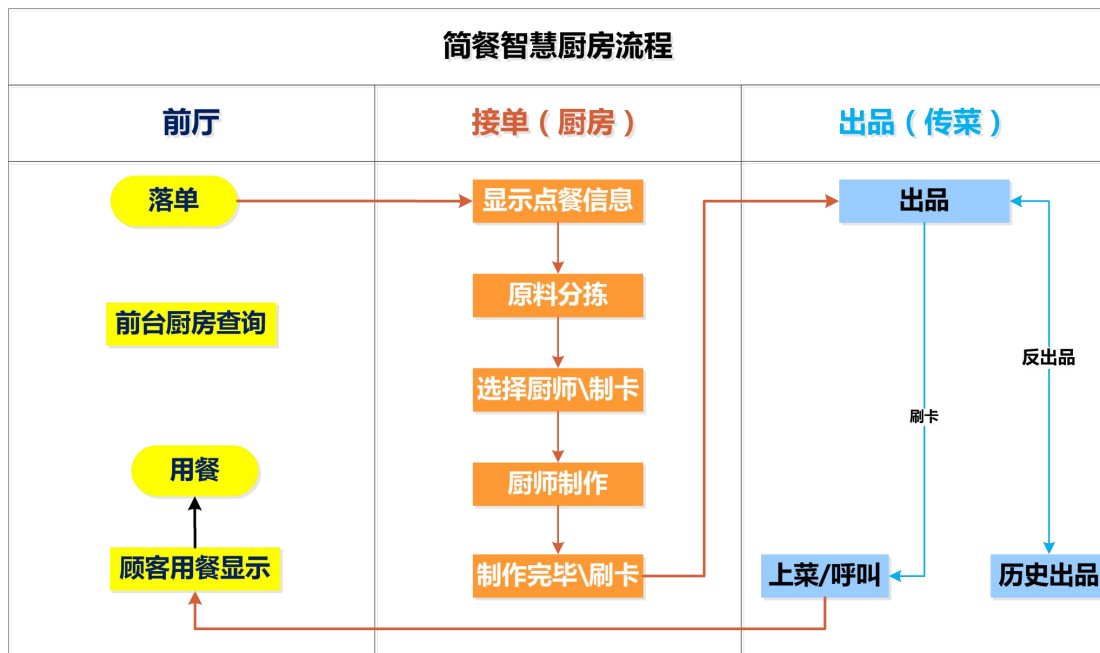 简餐智慧厨房流程
前厅
接单（厨房）
出品（传菜）
落单
显示点餐信息
出品
原料分拣
前台厨房查询
反出品
选择厨师\制卡
刷卡
用餐
厨师制作
顾客用餐显示
制作完毕\刷卡
上菜/呼叫
历史出品